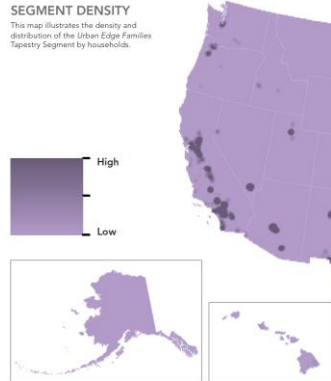 SEGMENT DENSITY
This map illustrates the density and
distribution of the Urban Edge Families
Tapestry Segment by households.
High
Low